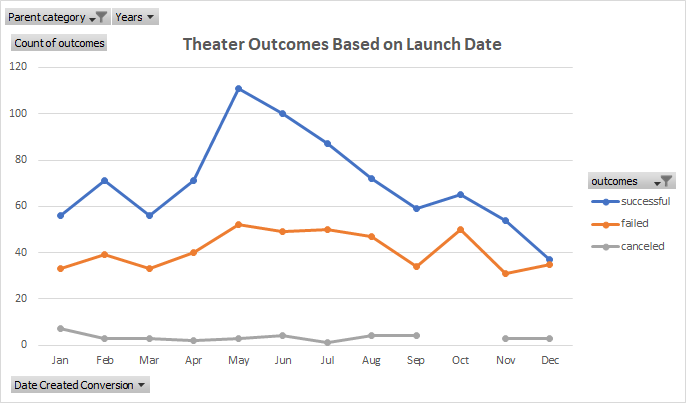 Parent category Years
Count of outcomes
Theater Outcomes Based on Launch Date
120
100
80
60
40
20
0
Jan Feb Mar Apr May Jun Jul Aug Sep Oct Nov Dec
outcomes
successful
failed
canceled
Date Created Conversion